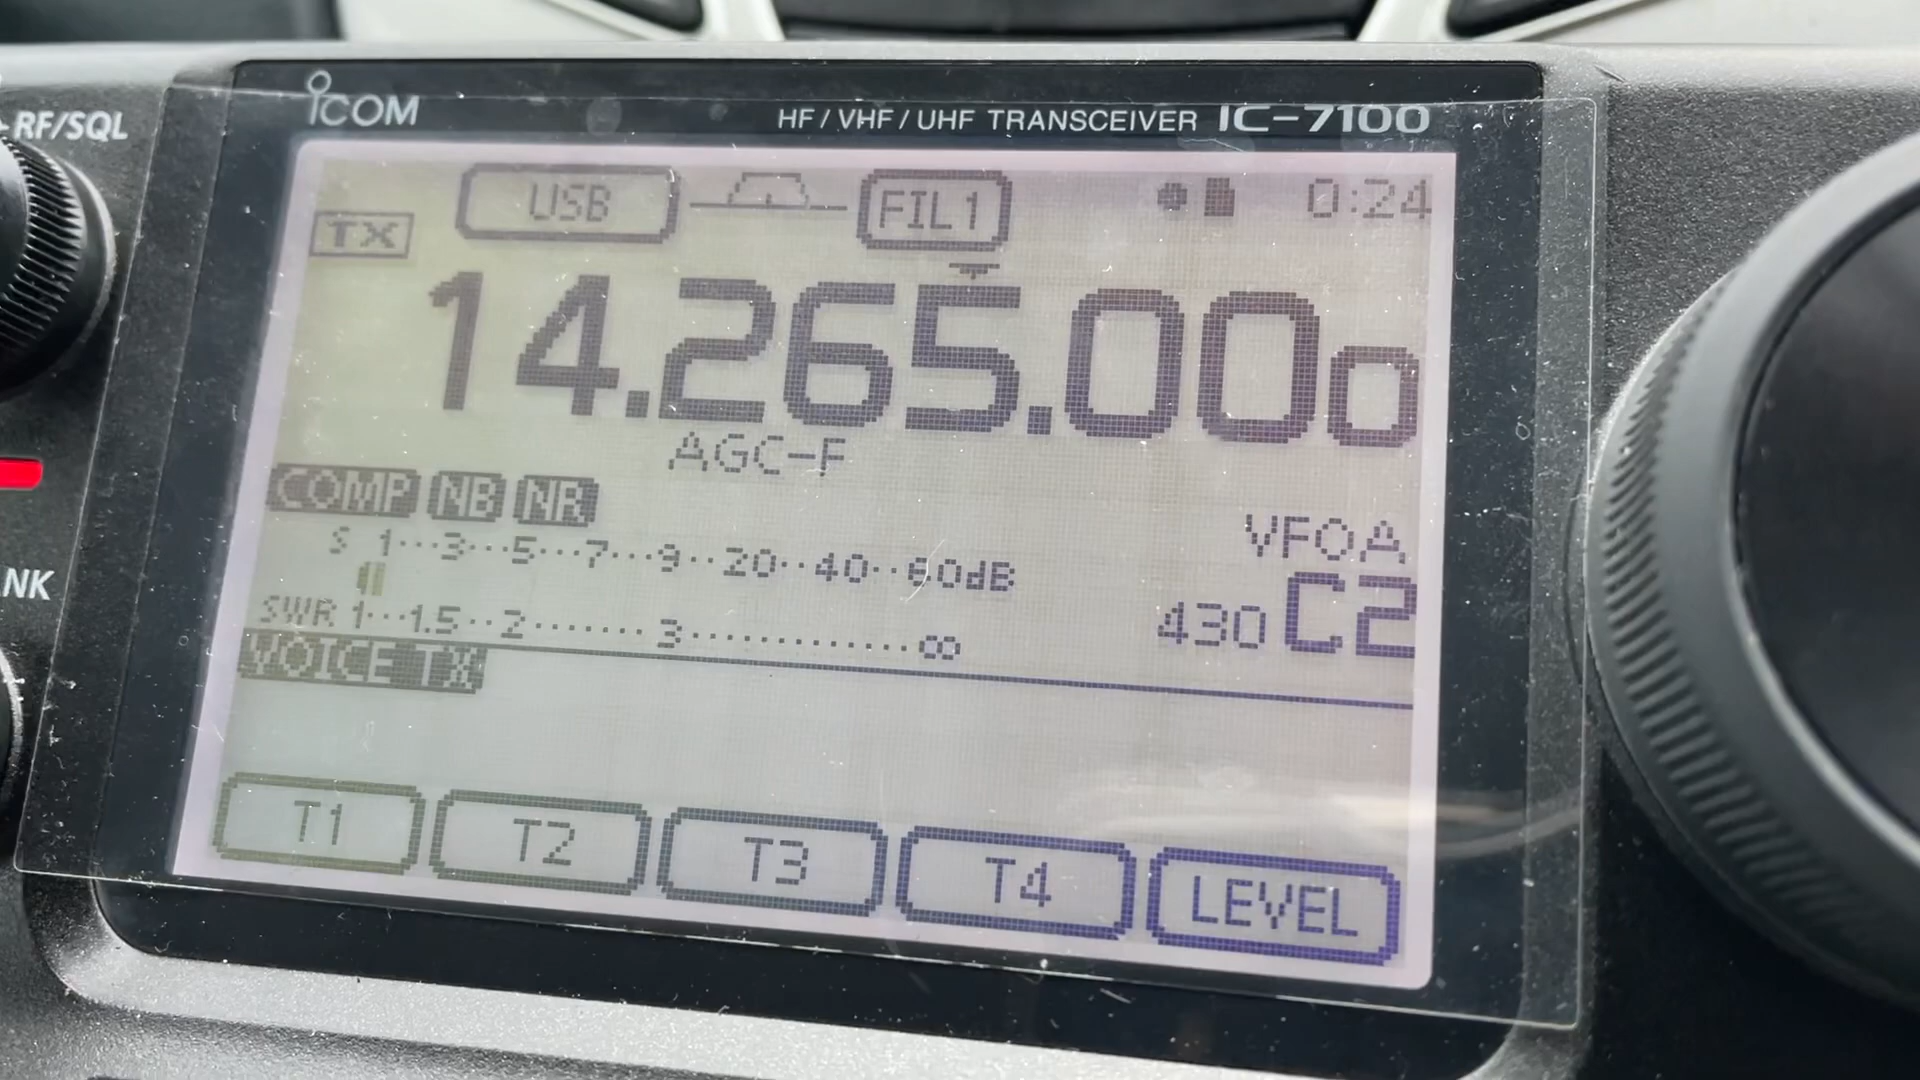 RF/SQL
ICOM
HF/VHF/UHF TRANSCEIVER IC-7100
USB FIL1 0:24
TX
14.265.000
AGC-F
COMP NB NR
VFOA
S 1···3···5···7···9··20··40··60dB
430 C2
SWR 1···1.5··2·······3·············∞
VOICE TX
NK
T1 T2 T3 T4 LEVEL